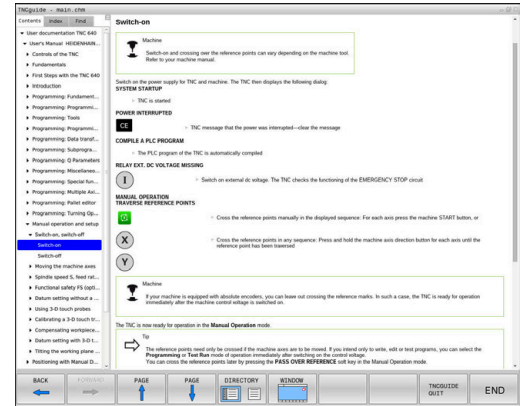 TNCguide - main.chm
Contents Index Find
User documentation TNC 640
User's Manual HEIDENHAIN...
Controls of the TNC
Fundamentals
First Steps with the TNC 640
Introduction
Programming: Fundament...
Programming: Programmi...
Programming: Tools
Programming: Programmi...
Programming: Data transf...
Programming: Subprogra...
Programming: Q Parameters
Programming: Miscellaneo...
Programming: Special fun...
Programming: Multiple Axi...
Programming: Pallet editor
Programming: Turning Op...
Manual operation and setup
Switch-on, switch-off
Switch-on
Switch-off
Moving the machine axes
Spindle speed S, feed rat...
Functional safety FS (opti...
Datum setting without a ...
Using 3-D touch probes
Calibrating a 3-D touch tr...
Compensating workpiece...
Datum setting with 3-D t...
Tilting the working plane ...
Positioning with Manual D...
Switch-on
Machine
Switch-on and crossing over the reference points can vary depending on the machine tool.
Refer to your machine manual.
Switch on the power supply for TNC and machine. The TNC then displays the following dialog:
SYSTEM STARTUP
TNC is started
POWER INTERRUPTED
CE
TNC message that the power was interrupted—clear the message
COMPILE A PLC PROGRAM
The PLC program of the TNC is automatically compiled
RELAY EXT. DC VOLTAGE MISSING
I
Switch on external dc voltage. The TNC checks the functioning of the EMERGENCY STOP circuit
MANUAL OPERATION
TRAVERSE REFERENCE POINTS
Cross the reference points manually in the displayed sequence: For each axis press the machine START button, or
X
Cross the reference points in any sequence: Press and hold the machine axis direction button for each axis until the
reference point has been traversed
Y
Machine
If your machine is equipped with absolute encoders, you can leave out crossing the reference marks. In such a case, the TNC is ready for operation
immediately after the machine control voltage is switched on.
The TNC is now ready for operation in the Manual Operation mode.
Tip
The reference points need only be crossed if the machine axes are to be moved. If you intend only to write, edit or test programs, you can select the
Programming or Test Run mode of operation immediately after switching on the control voltage.
You can cross the reference points later by pressing the PASS OVER REFERENCE soft key in the Manual Operation mode.
BACK FORWARD PAGE PAGE DIRECTORY WINDOW TNCGUIDE QUIT END